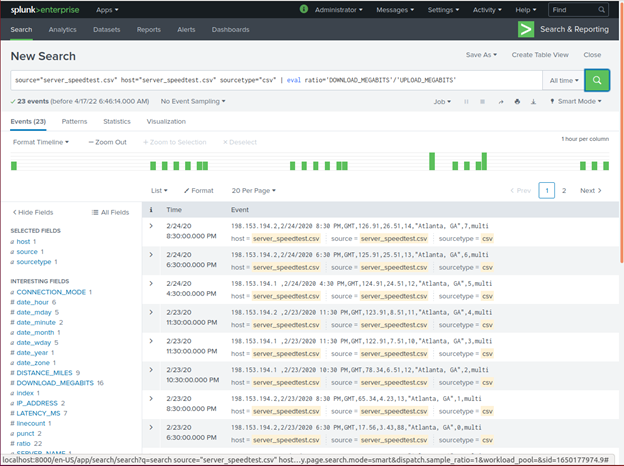 splunk>enterprise Apps Administrator Messages Settings Activity Help Find
Search Analytics Datasets Reports Alerts Dashboards Search & Reporting
New Search Save As Create Table View Close
source="server_speedtest.csv" host="server_speedtest.csv" sourcetype="csv" | eval ratio='DOWNLOAD_MEGABITS'/'UPLOAD_MEGABITS' All time
23 events (before 4/17/22 6:46:14.000 AM) No Event Sampling Job Smart Mode
Events (23) Patterns Statistics Visualization
Format Timeline — Zoom Out + Zoom to Selection × Deselect 1 hour per column
List Format 20 Per Page < Prev 1 2 Next >
< Hide Fields All Fields i Time Event
SELECTED FIELDS
a host 1
a source 1
a sourcetype 1
INTERESTING FIELDS
a CONNECTION_MODE 1
# date_hour 6
# date_mday 5
# date_minute 2
a date_month 1
a date_wday 5
# date_year 1
a date_zone 1
# DISTANCE_MILES 9
# DOWNLOAD_MEGABITS 16
a index 1
a IP_ADDRESS 2
# LATENCY_MS 7
# linecount 1
a punct 2
# ratio 22
> 2/24/20 198.153.194.2,2/24/2020 8:30 PM,GMT,126.91,26.51,14,"Atlanta, GA",7,multi
8:30:00.000 PM host = server_speedtest.csv source = server_speedtest.csv sourcetype = csv
> 2/24/20 198.153.194.2,2/24/2020 6:30 PM,GMT,125.91,25.51,13,"Atlanta, GA",6,multi
6:30:00.000 PM host = server_speedtest.csv source = server_speedtest.csv sourcetype = csv
> 2/24/20 198.153.194.1 ,2/24/2020 4:30 PM,GMT,124.91,24.51,12,"Atlanta, GA",5,multi
4:30:00.000 PM host = server_speedtest.csv source = server_speedtest.csv sourcetype = csv
> 2/23/20 198.153.194.2 ,2/23/2020 11:30 PM,GMT,123.91,8.51,11,"Atlanta, GA",4,multi
11:30:00.000 PM host = server_speedtest.csv source = server_speedtest.csv sourcetype = csv
> 2/23/20 198.153.194.1 ,2/23/2020 11:30 PM,GMT,122.91,7.51,10,"Atlanta, GA",3,multi
11:30:00.000 PM host = server_speedtest.csv source = server_speedtest.csv sourcetype = csv
> 2/23/20 198.153.194.1 ,2/23/2020 10:30 PM,GMT,78.34,6.51,12,"Atlanta, GA",2,multi
10:30:00.000 PM host = server_speedtest.csv source = server_speedtest.csv sourcetype = csv
> 2/23/20 198.153.194.2,2/23/2020 8:30 PM,GMT,65.34,4.23,13,"Atlanta, GA",1,multi
8:30:00.000 PM host = server_speedtest.csv source = server_speedtest.csv sourcetype = csv
> 2/23/20 198.153.194.2,2/23/2020 6:30 PM,GMT,17.56,3.43,88,"Atlanta, GA",0,multi
6:30:00.000 PM host = server_speedtest.csv source = server_speedtest.csv sourcetype = csv
localhost:8000/en-US/app/search/search?q=search source="server_speedtest.csv" host...y.page.search.mode=smart&dispatch.sample_ratio=1&workload_pool=&sid=1650177974.9#